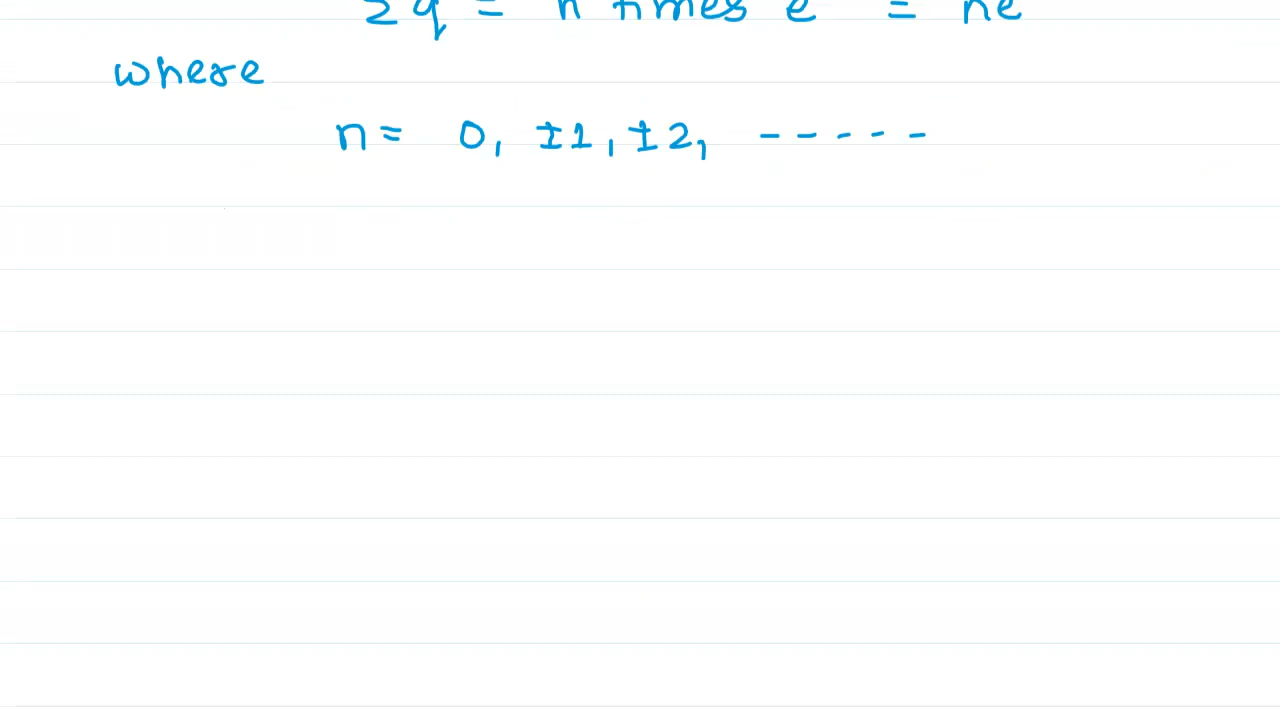 Σq = n times e = ne
where
n = 0, ±1, ±2, -----